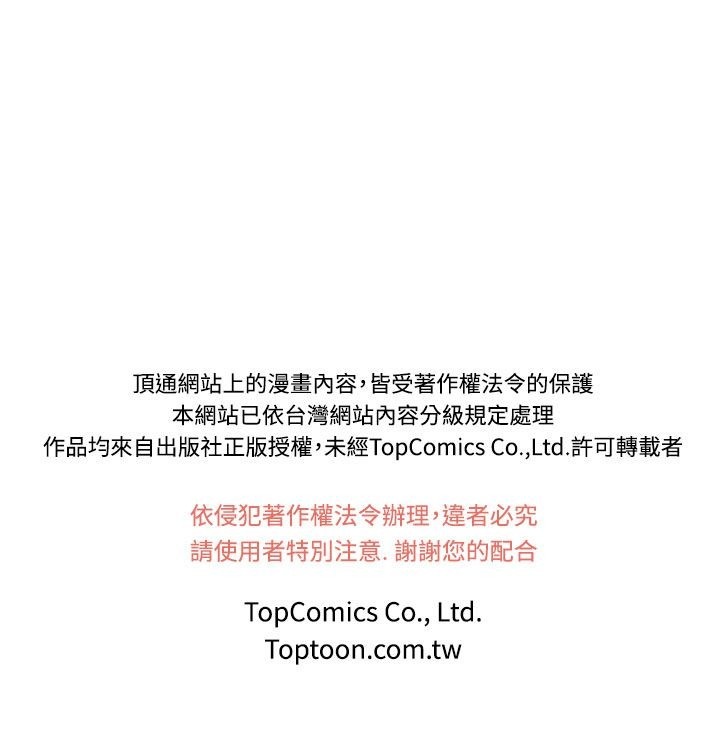 頂通網站上的漫畫內容，皆受著作權法令的保護
本網站已依台灣網站內容分級規定處理
作品均來自出版社正版授權，未經TopComics Co.,Ltd.許可轉載者
依侵犯著作權法令辦理，違者必究
請使用者特別注意. 謝謝您的配合
TopComics Co., Ltd.
Toptoon.com.tw